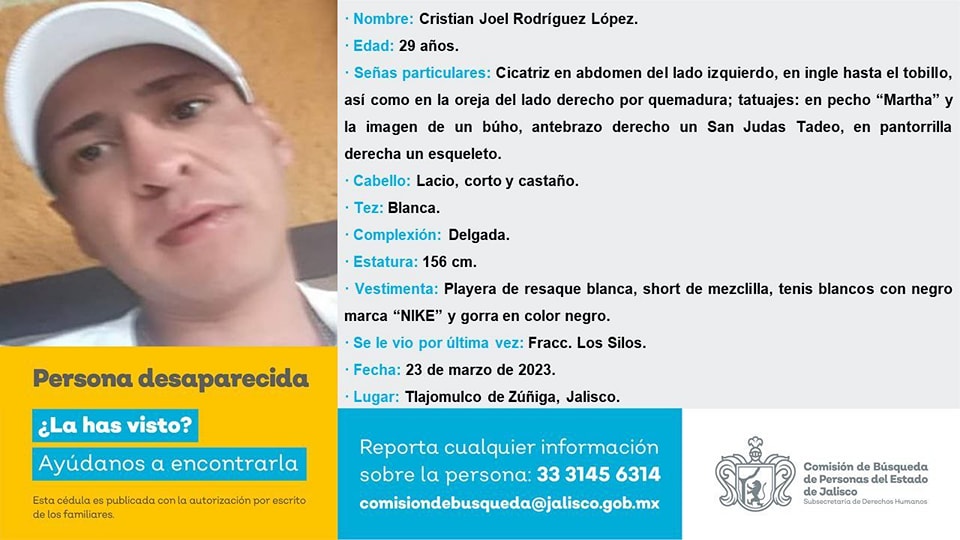 · Nombre: Cristian Joel Rodríguez López.
· Edad: 29 años.
· Señas particulares: Cicatriz en abdomen del lado izquierdo, en ingle hasta el tobillo,
así como en la oreja del lado derecho por quemadura; tatuajes: en pecho “Martha” y
la imagen de un búho, antebrazo derecho un San Judas Tadeo, en pantorrilla
derecha un esqueleto.
· Cabello: Lacio, corto y castaño.
· Tez: Blanca.
· Complexión: Delgada.
· Estatura: 156 cm.
· Vestimenta: Playera de resaque blanca, short de mezclilla, tenis blancos con negro
marca “NIKE” y gorra en color negro.
· Se le vio por última vez: Fracc. Los Silos.
· Fecha: 23 de marzo de 2023.
· Lugar: Tlajomulco de Zúñiga, Jalisco.
Persona desaparecida
¿La has visto?
Ayúdanos a encontrarla
Esta cédula es publicada con la autorización por escrito
de los familiares.
Reporta cualquier información
sobre la persona: 33 3145 6314
comisiondebusqueda@jalisco.gob.mx
Comisión de Búsqueda
de Personas del Estado
de Jalisco
Subsecretaría de Derechos Humanos